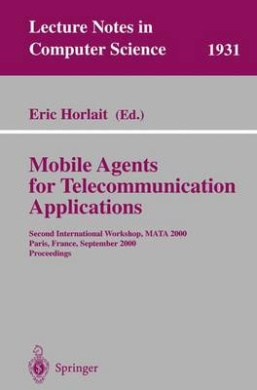 Lecture Notes in
Computer Science 1931
Eric Horlait (Ed.)
Mobile Agents
for Telecommunication
Applications
Second International Workshop, MATA 2000
Paris, France, September 2000
Proceedings
Springer